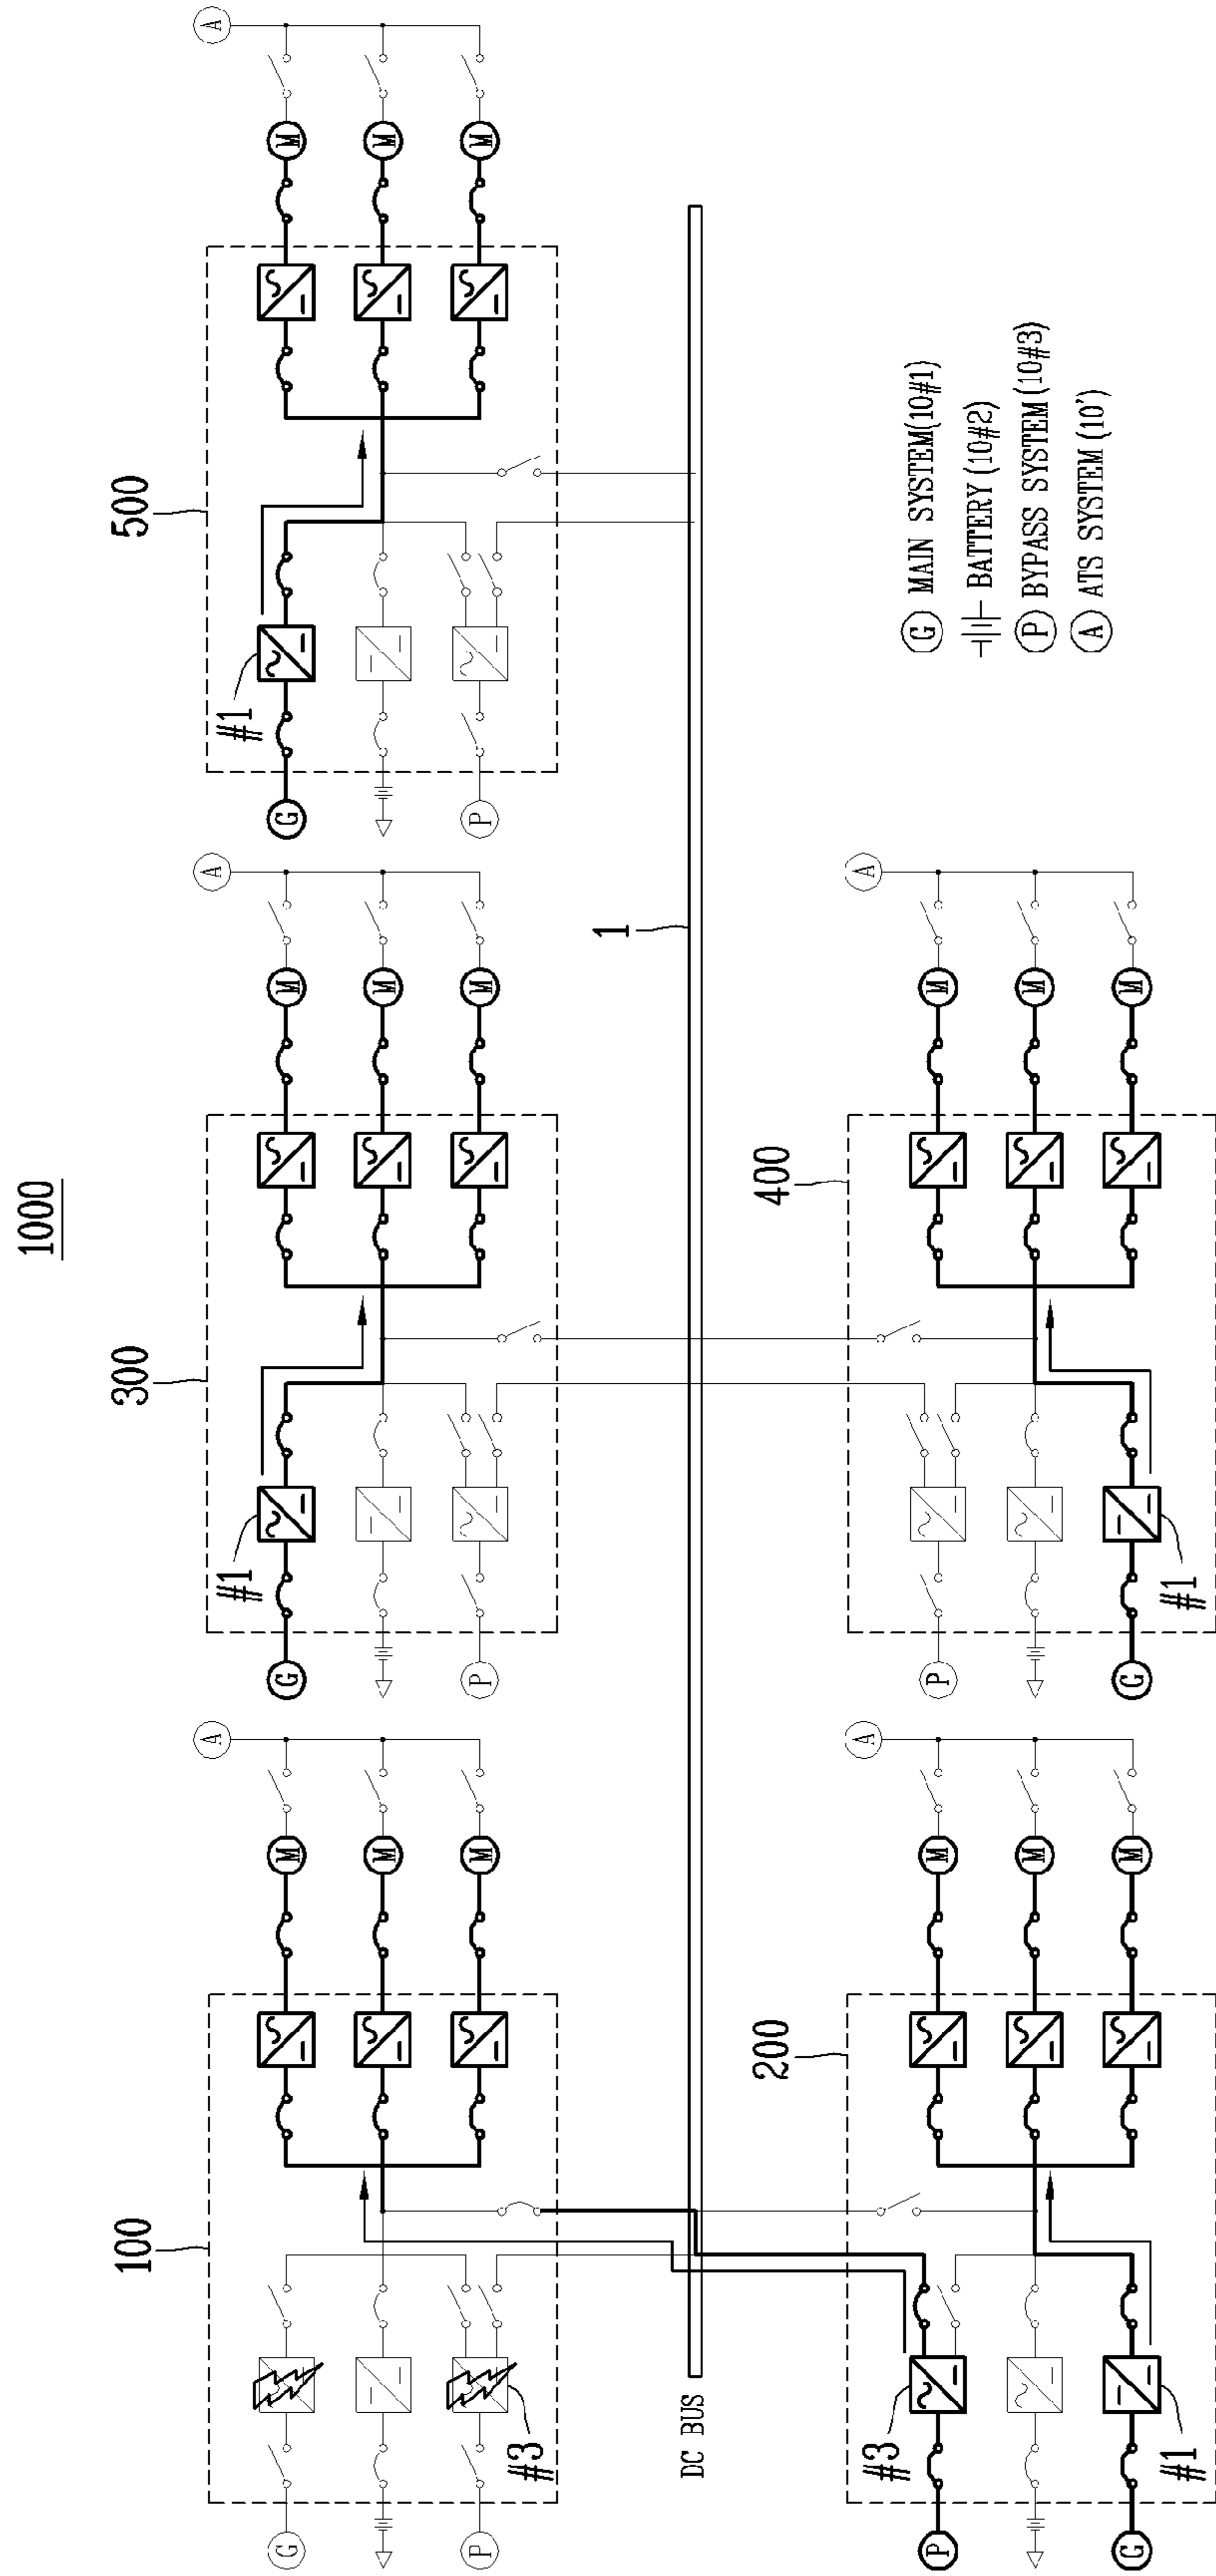 1000
100
300
500
A
A
A
#1
#1
G M G M G M
M M M
P M P M P M
#3
1
DC BUS
200
400
A
A
#3
P M P M
M M
G M G M
#1
#1
G MAIN SYSTEM(10#1)
BATTERY (10#2)
P BYPASS SYSTEM (10#3)
A ATS SYSTEM (10')